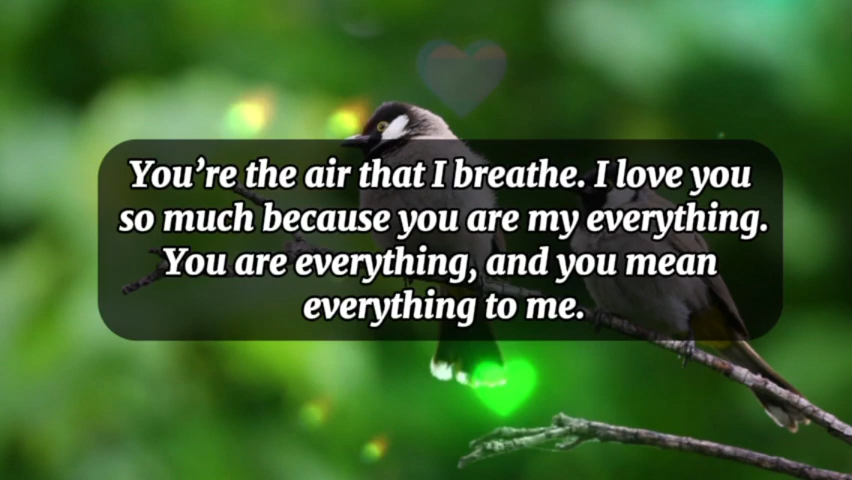 You’re the air that I breathe. I love you
so much because you are my everything.
You are everything, and you mean
everything to me.